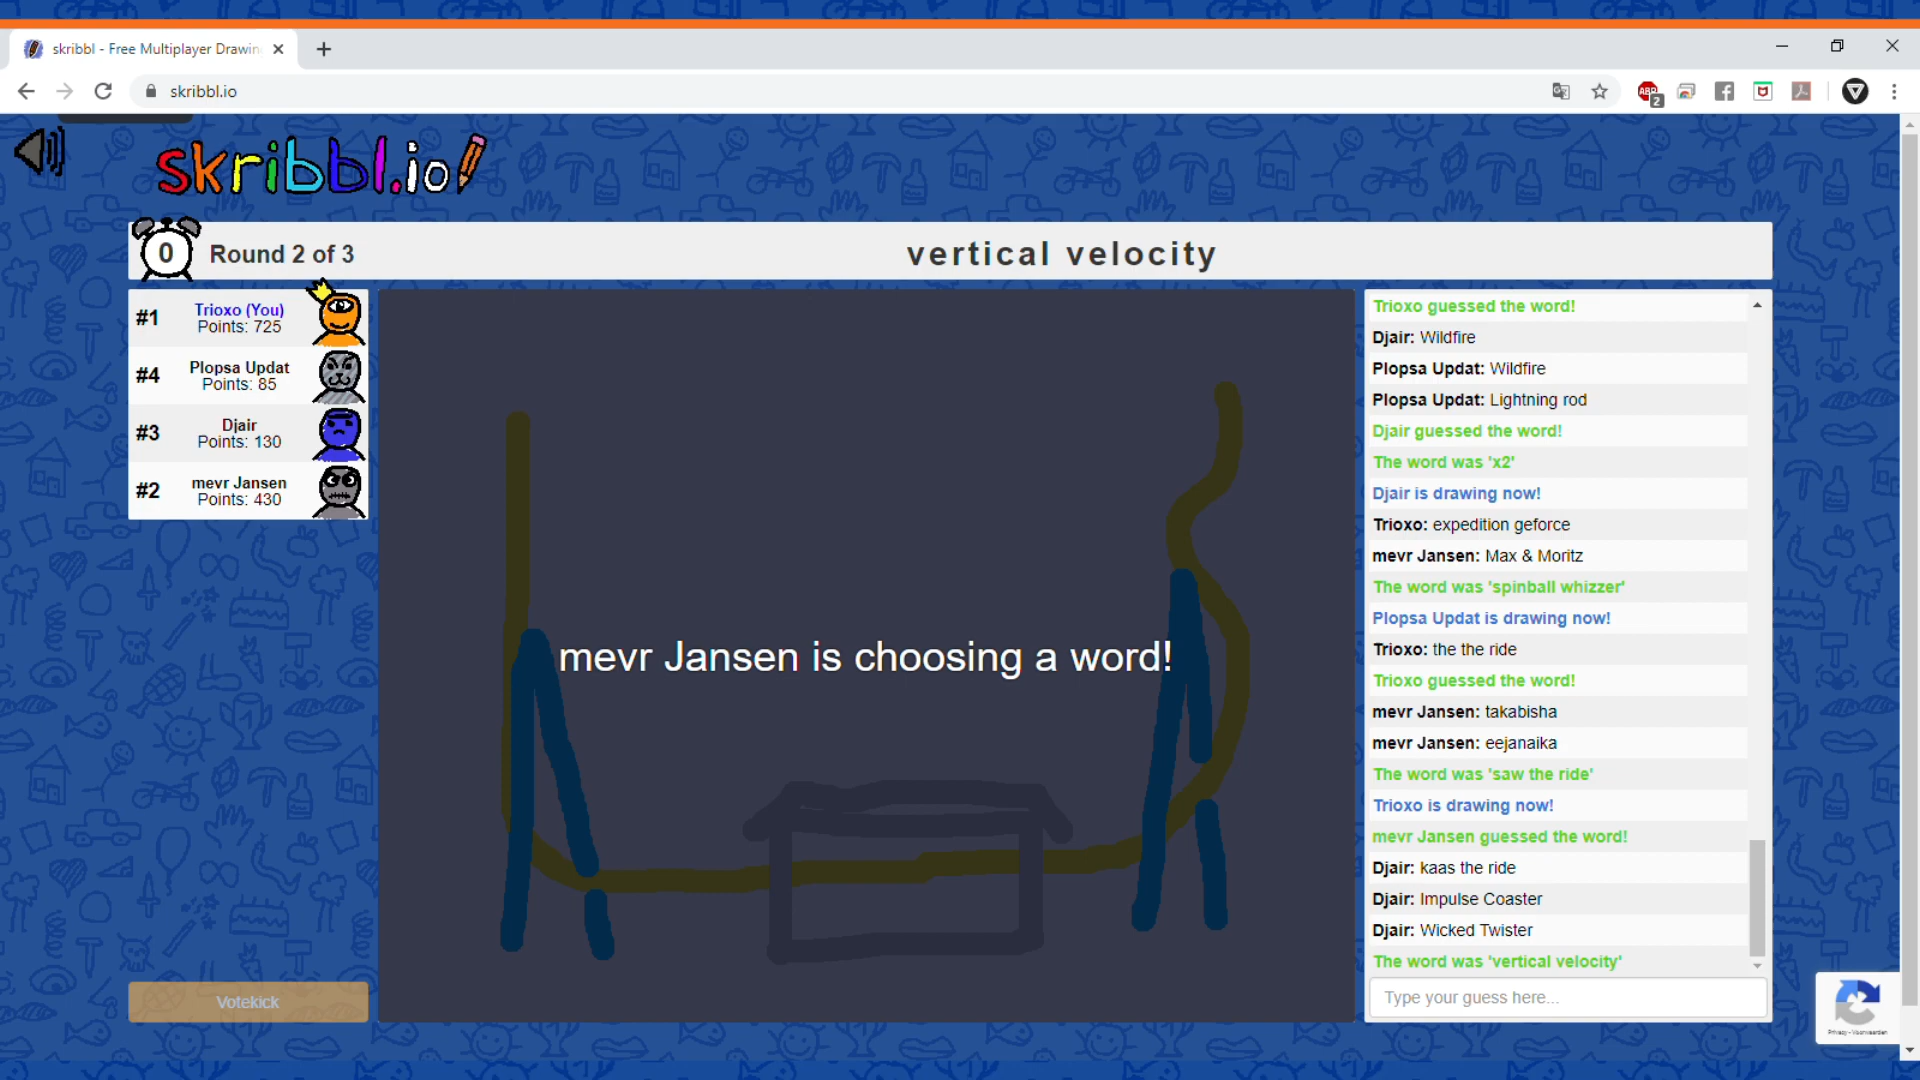 skribbl - Free Multiplayer Drawin
skribbl.io
ABP
2
skribbl.io
0
Round 2 of 3
vertical velocity
#1
Trioxo (You)
Points: 725
#4
Plopsa Updat
Points: 85
#3
Djair
Points: 130
#2
mevr Jansen
Points: 430
Votekick
mevr Jansen is choosing a word!
Trioxo guessed the word!
Djair: Wildfire
Plopsa Updat: Wildfire
Plopsa Updat: Lightning rod
Djair guessed the word!
The word was 'x2'
Djair is drawing now!
Trioxo: expedition geforce
mevr Jansen: Max & Moritz
The word was 'spinball whizzer'
Plopsa Updat is drawing now!
Trioxo: the the ride
Trioxo guessed the word!
mevr Jansen: takabisha
mevr Jansen: eejanaika
The word was 'saw the ride'
Trioxo is drawing now!
mevr Jansen guessed the word!
Djair: kaas the ride
Djair: Impulse Coaster
Djair: Wicked Twister
The word was 'vertical velocity'
Type your guess here...
Privacy - Voorwaarden